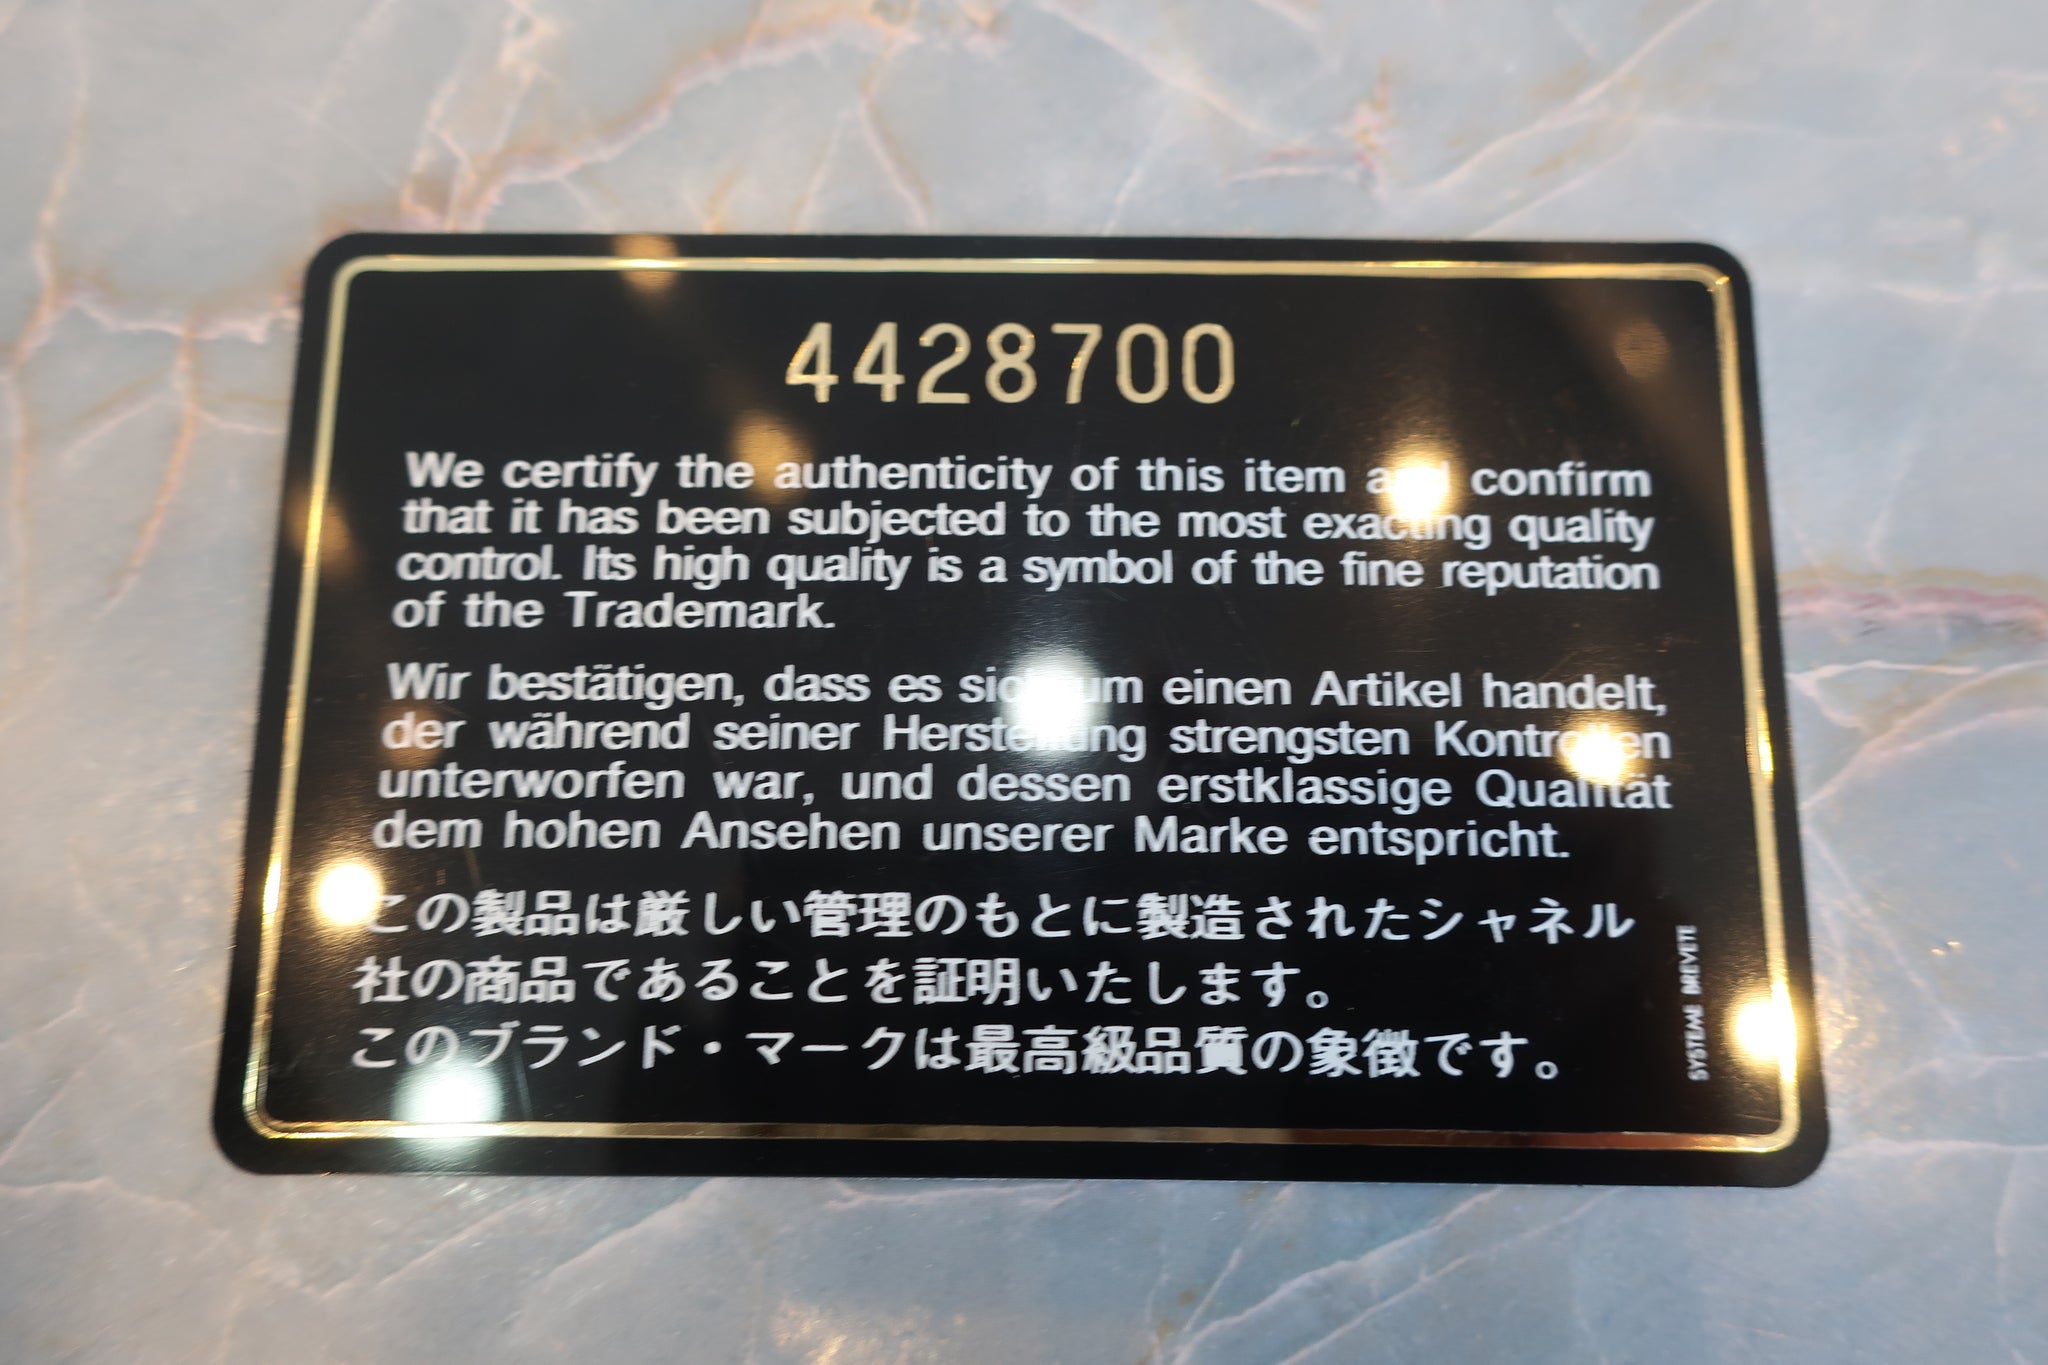 4428700
We certify the authenticity of this item and confirm
that it has been subjected to the most exacting quality
control. Its high quality is a symbol of the fine reputation
of the Trademark.
Wir bestätigen, dass es sich um einen Artikel handelt,
der während seiner Herstellung strengsten Kontrollen
unterworfen war, und dessen erstklassige Qualität
dem hohen Ansehen unserer Marke entspricht.
この製品は厳しい管理のもとに製造されたシャネル
社の商品であることを証明いたします。
このブランド・マークは最高級品質の象徴です。
SYSTEME BREVETE